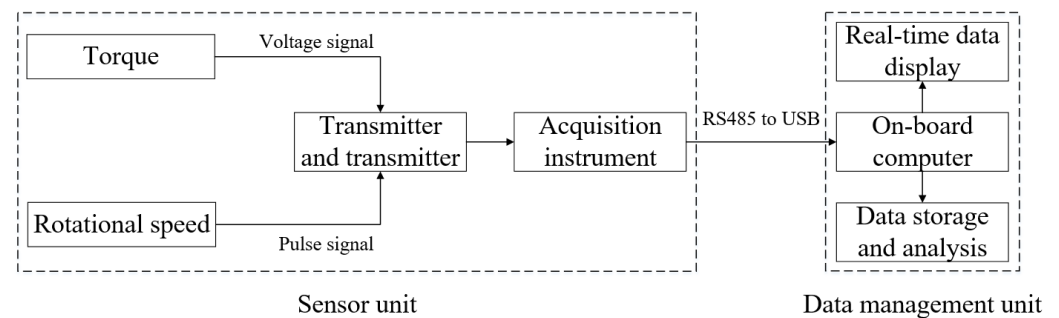 Torque
Voltage signal
Transmitter
and transmitter
Rotational speed
Pulse signal
Acquisition
instrument
RS485 to USB
Real-time data
display
On-board
computer
Data storage
and analysis
Sensor unit
Data management unit